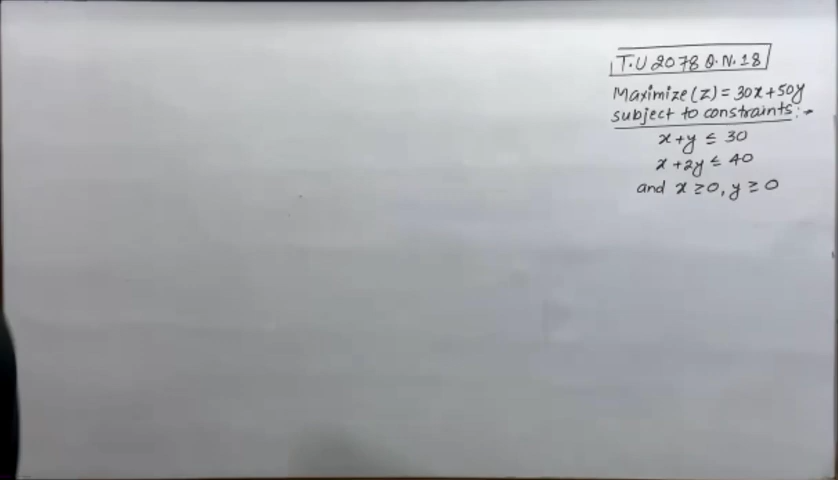 T.U 2078 Q.N.18
Maximize(Z) = 30x+50y
subject to constraints:-
x+y ≤ 30
x+2y ≤ 40
and x ≥0, y ≥ 0